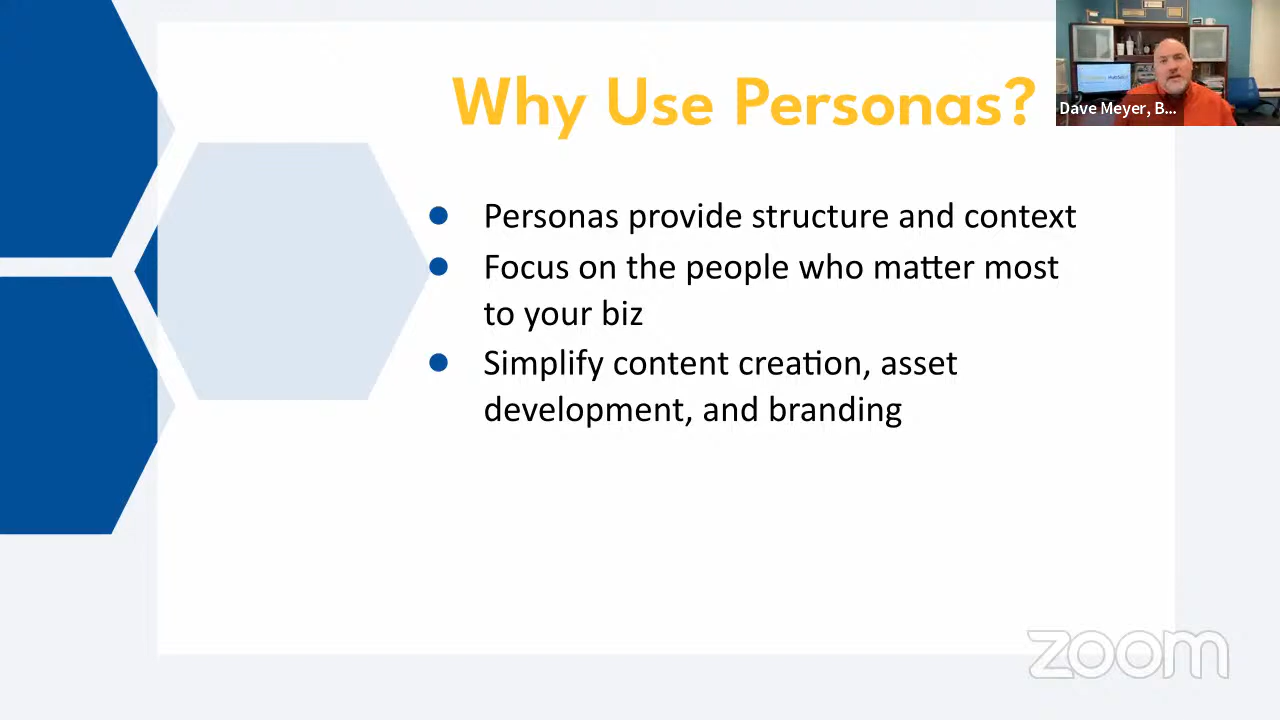 Why Use Personas?
Dave Meyer, B...
Personas provide structure and context
Focus on the people who matter most
to your biz
Simplify content creation, asset
development, and branding
zoom